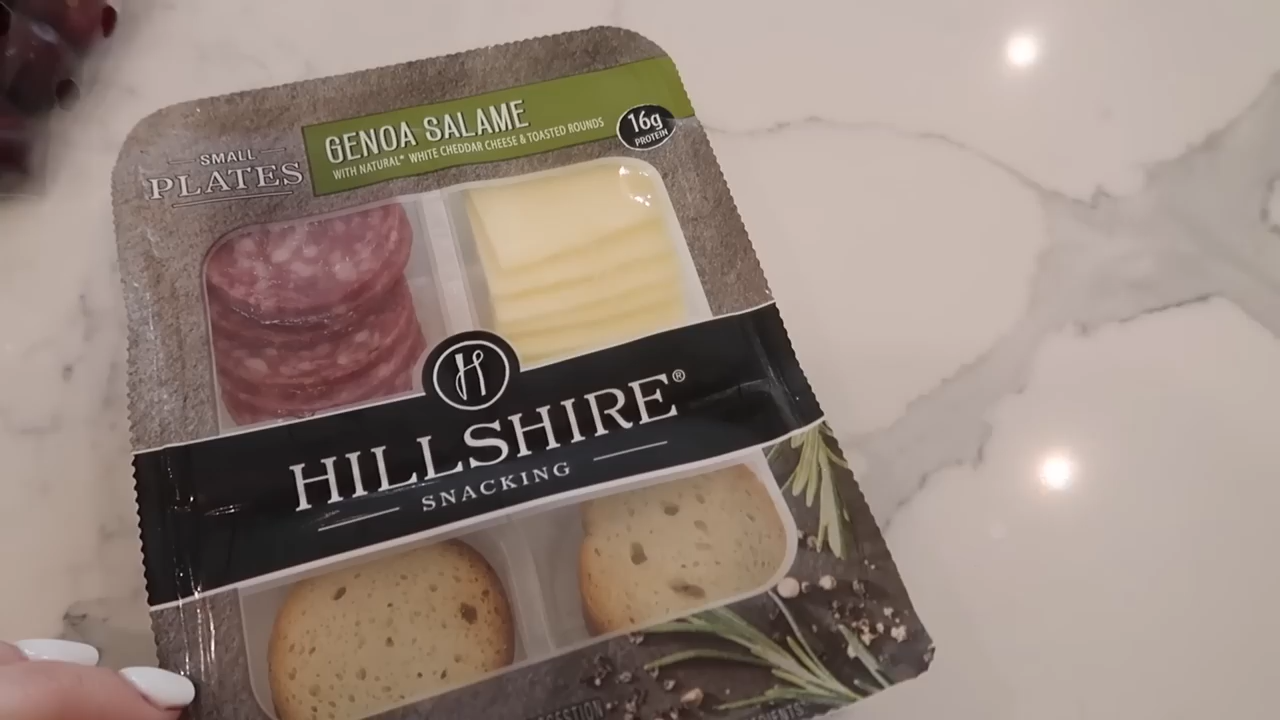 SMALL
PLATES
GENOA SALAME
WITH NATURAL* WHITE CHEDDAR CHEESE & TOASTED ROUNDS
16g
PROTEIN
H
HILLSHIRE®
SNACKING